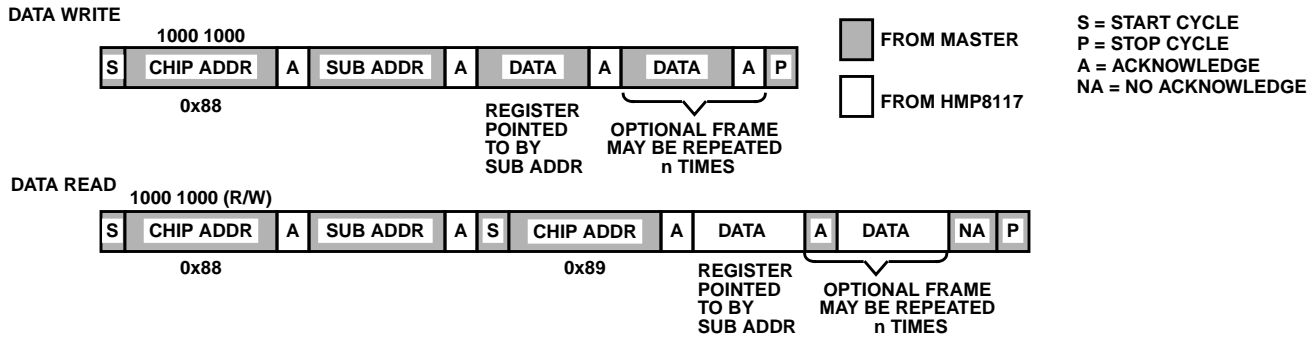 DATA WRITE
1000 1000
S CHIP ADDR A SUB ADDR A DATA A DATA A P
0x88
REGISTER
POINTED
TO BY
SUB ADDR
OPTIONAL FRAME
MAY BE REPEATED
n TIMES
FROM MASTER
FROM HMP8117
S = START CYCLE
P = STOP CYCLE
A = ACKNOWLEDGE
NA = NO ACKNOWLEDGE
DATA READ
1000 1000 (R/W)
S CHIP ADDR A SUB ADDR A S CHIP ADDR A DATA A DATA NA P
0x88
0x89
REGISTER
POINTED
TO BY
SUB ADDR
OPTIONAL FRAME
MAY BE REPEATED
n TIMES